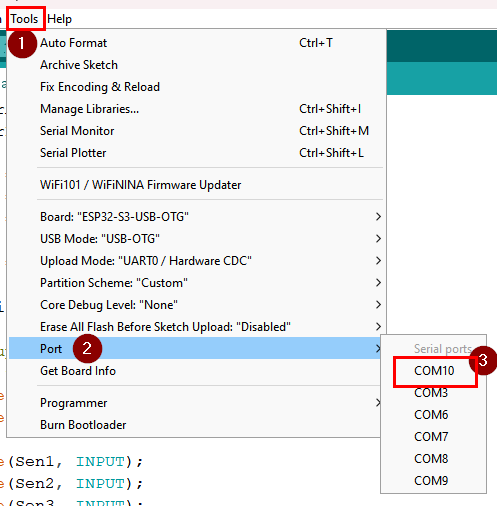 Tools Help
1
Auto Format Ctrl+T
Archive Sketch
Fix Encoding & Reload
Manage Libraries... Ctrl+Shift+I
Serial Monitor Ctrl+Shift+M
Serial Plotter Ctrl+Shift+L
WiFi101 / WiFiNINA Firmware Updater
Board: "ESP32-S3-USB-OTG"
USB Mode: "USB-OTG"
Upload Mode: "UART0 / Hardware CDC"
Partition Scheme: "Custom"
Core Debug Level: "None"
Erase All Flash Before Sketch Upload: "Disabled"
Port 2
Serial ports 3
Get Board Info
COM10
COM3
Programmer
COM6
Burn Bootloader
COM7
COM8
COM9
e(Sen1, INPUT);
e(Sen2, INPUT);
e(Sen3, INPUT);